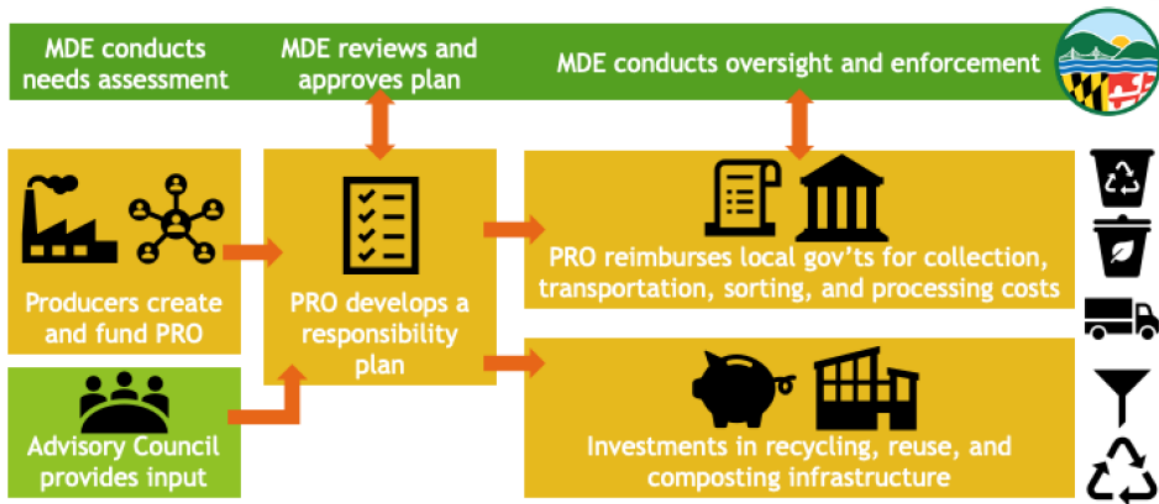 MDE conducts
needs assessment
MDE reviews and
approves plan
MDE conducts oversight and enforcement
Producers create
and fund PRO
PRO develops a
responsibility
plan
PRO reimburses local gov'ts for collection,
transportation, sorting, and processing costs
Advisory Council
provides input
Investments in recycling, reuse, and
composting infrastructure